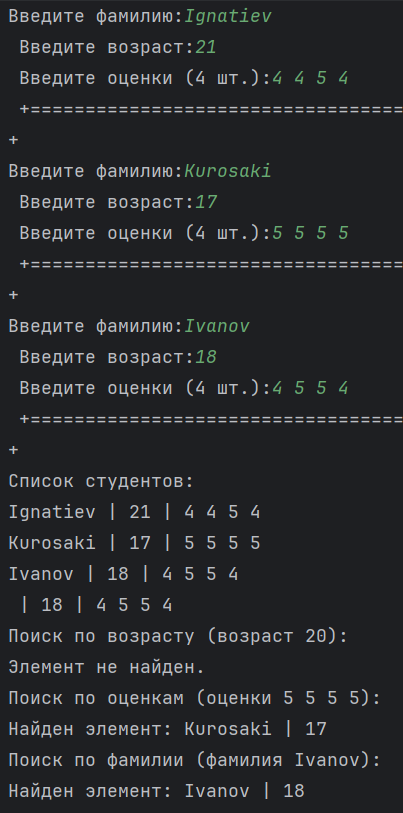 Введите фамилию:Ignatiev
Введите возраст:21
Введите оценки (4 шт.):4 4 5 4
+==================================
+
Введите фамилию:Kurosaki
Введите возраст:17
Введите оценки (4 шт.):5 5 5 5
+==================================
+
Введите фамилию:Ivanov
Введите возраст:18
Введите оценки (4 шт.):4 5 5 4
+==================================
+
Список студентов:
Ignatiev | 21 | 4 4 5 4
Kurosaki | 17 | 5 5 5 5
Ivanov | 18 | 4 5 5 4
| 18 | 4 5 5 4
Поиск по возрасту (возраст 20):
Элемент не найден.
Поиск по оценкам (оценки 5 5 5 5):
Найден элемент: Kurosaki | 17
Поиск по фамилии (фамилия Ivanov):
Найден элемент: Ivanov | 18